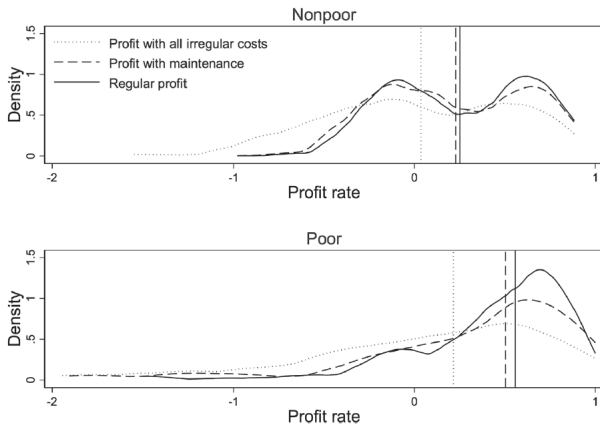 Nonpoor
1.5
1
.5
0
Density
Profit with all irregular costs
Profit with maintenance
Regular profit
-2
-1
0
1
Profit rate
Poor
1.5
1
.5
0
Density
-2
-1
0
1
Profit rate